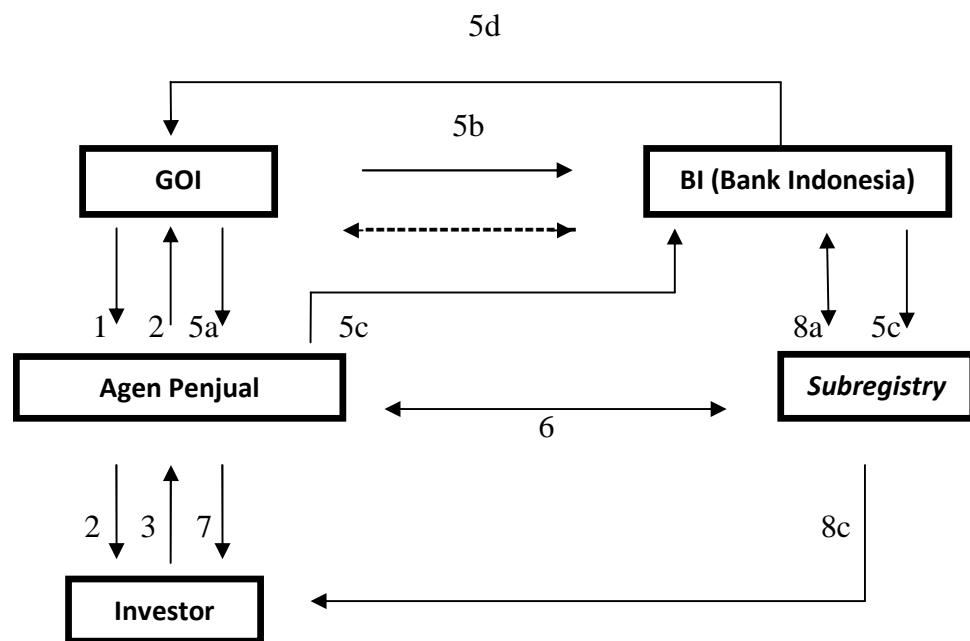 5d
5b
GOI
BI (Bank Indonesia)
1
2
5a
5c
8a
5c
Agen Penjual
Subregistry
6
2
3
7
8c
Investor